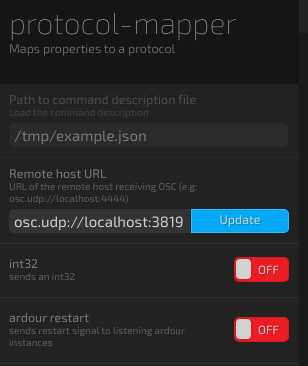 protocol-mapper
Maps properties to a protocol
Path to command description file
Load the command description
/tmp/example.json
Remote host URL
URL of the remote host receiving OSC (e.g:
osc.udp://localhost:4444)
osc.udp://localhost:3819 Update
int32
sends an int32
OFF
ardour restart
sends restart signal to listening ardour
instances
OFF